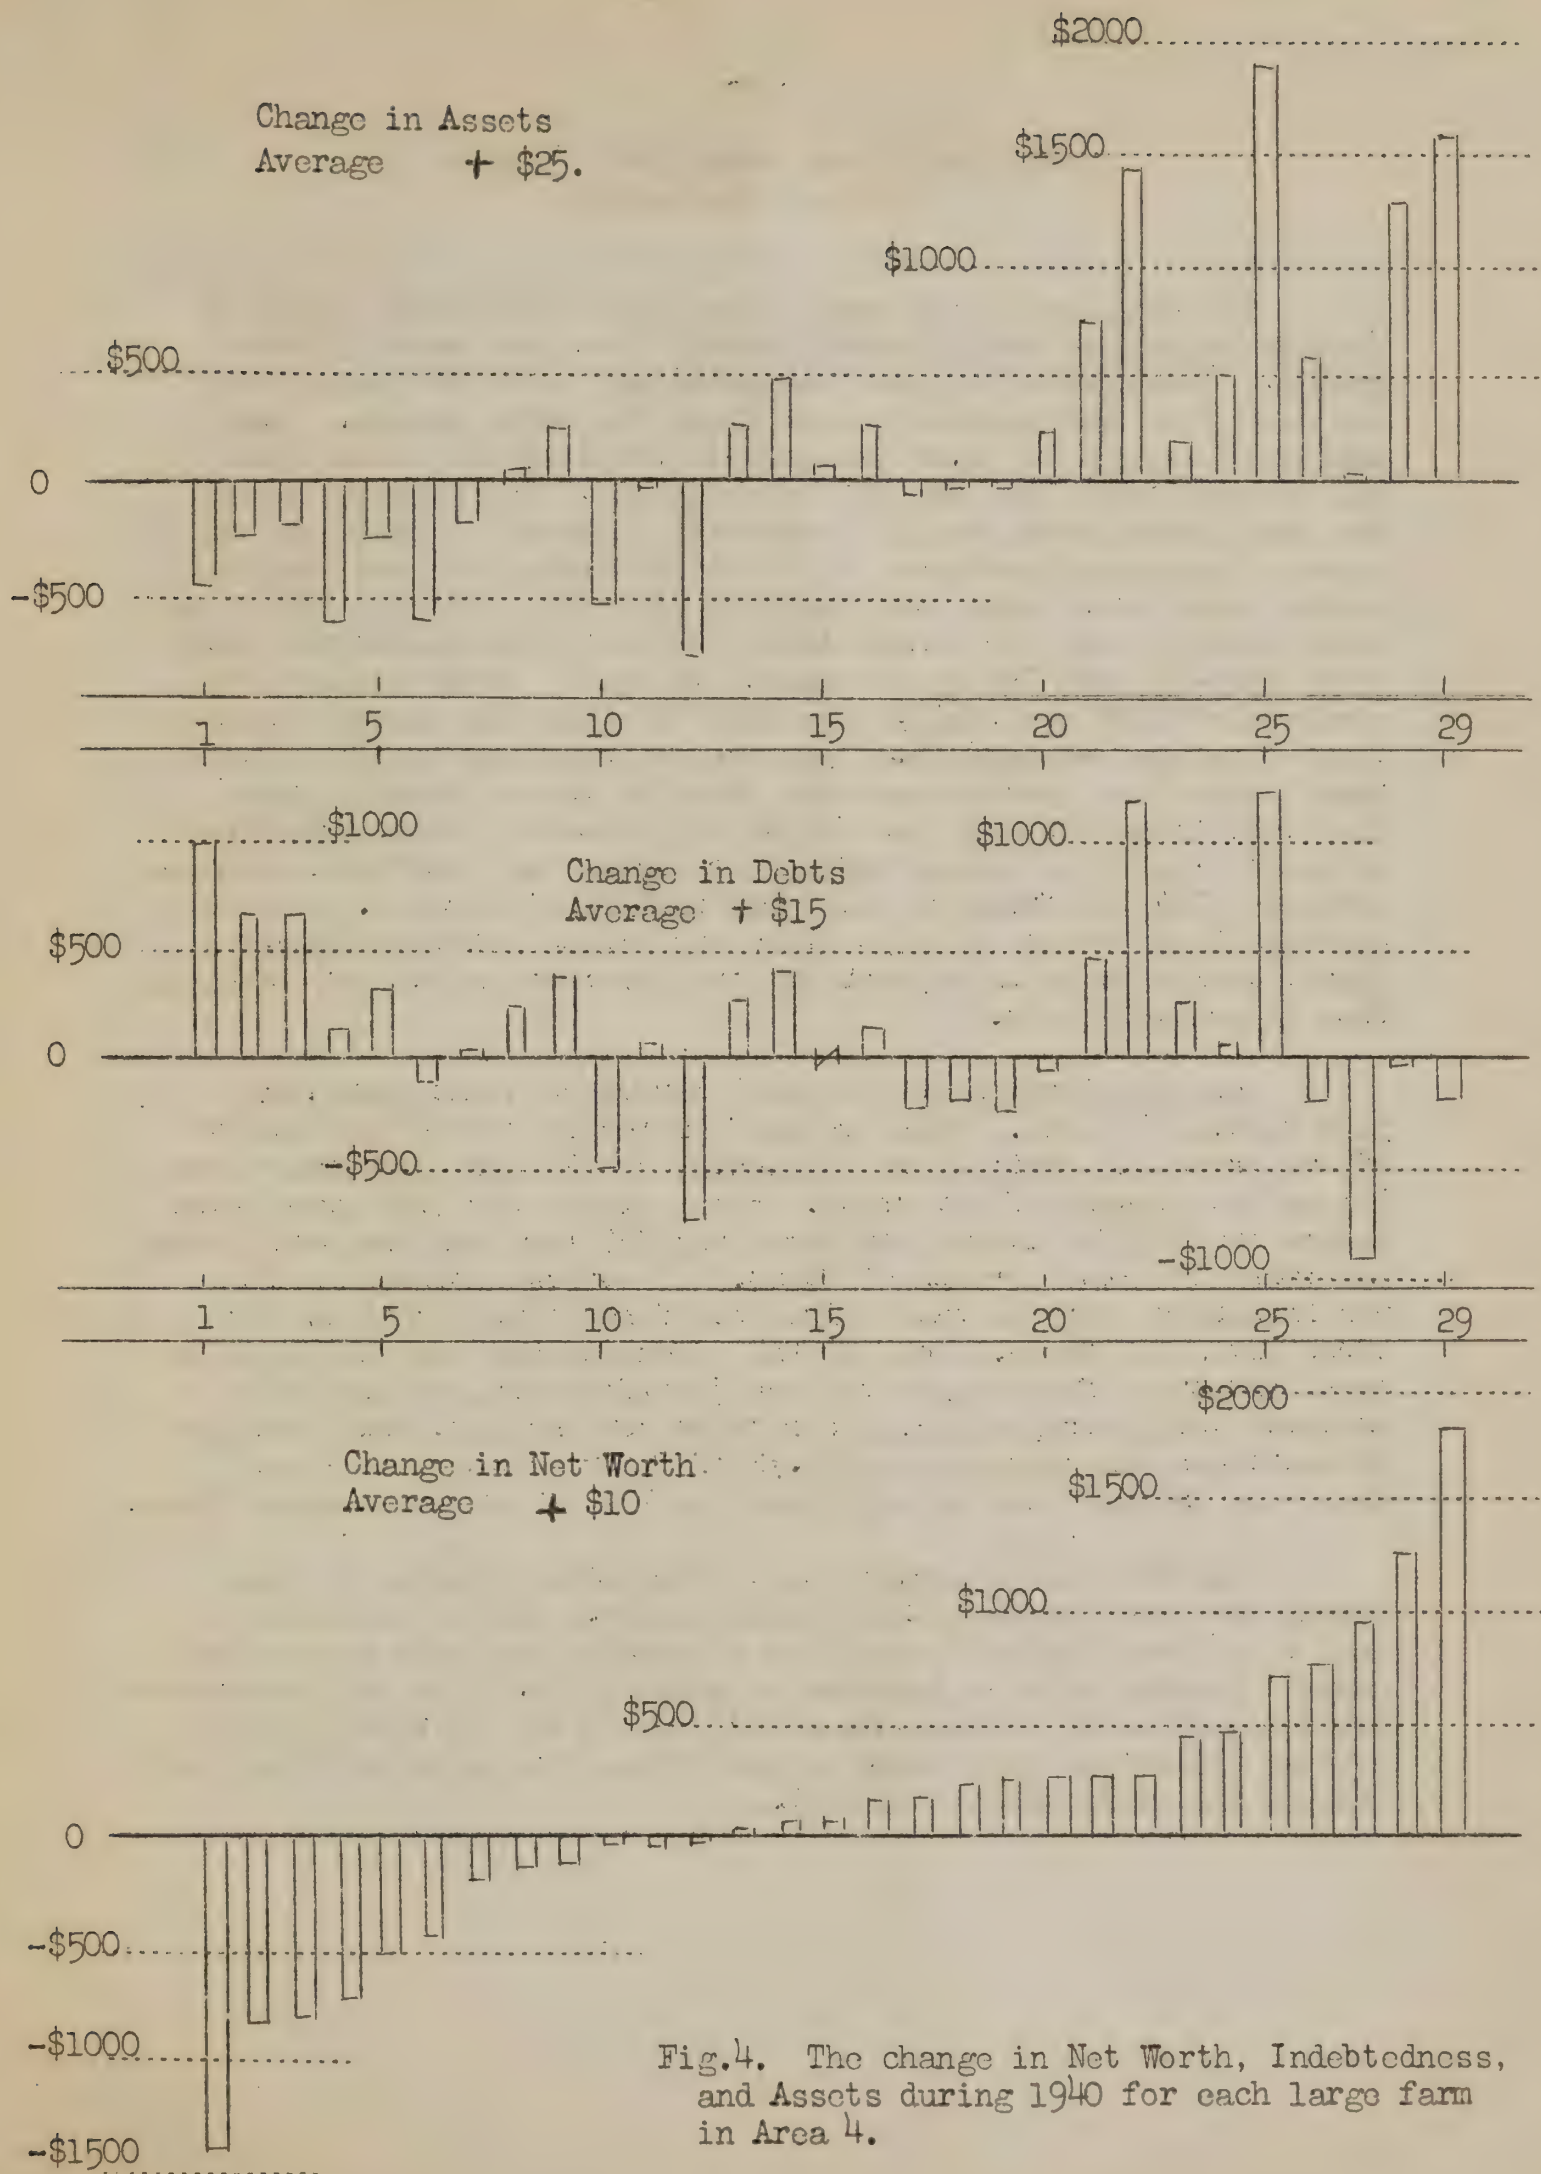 $2000
Change in Assets
Average + $25.
$1500
$1000
$500
0
-$500
1 5 10 15 20 25 29
$1000
$1000
Change in Debts
Average + $15
$500
0
-$500
-$1000
1 5 10 15 20 25 29
$2000
Change in Net Worth
Average + $10
$1500
$1000
$500
0
-$500
-$1000
-$1500
Fig.4. The change in Net Worth, Indebtedness,
and Assets during 1940 for each large farm
in Area 4.